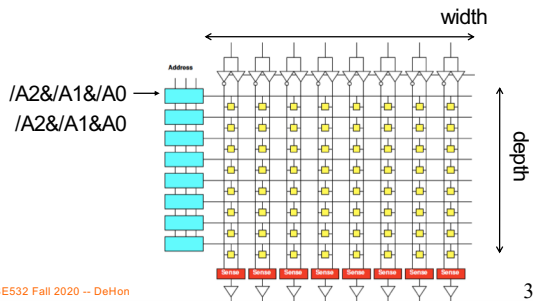 width
Address
/A2&/A1&/A0
/A2&/A1&A0
depth
Sense Sense Sense Sense Sense Sense Sense Sense
E532 Fall 2020 -- DeHon
3